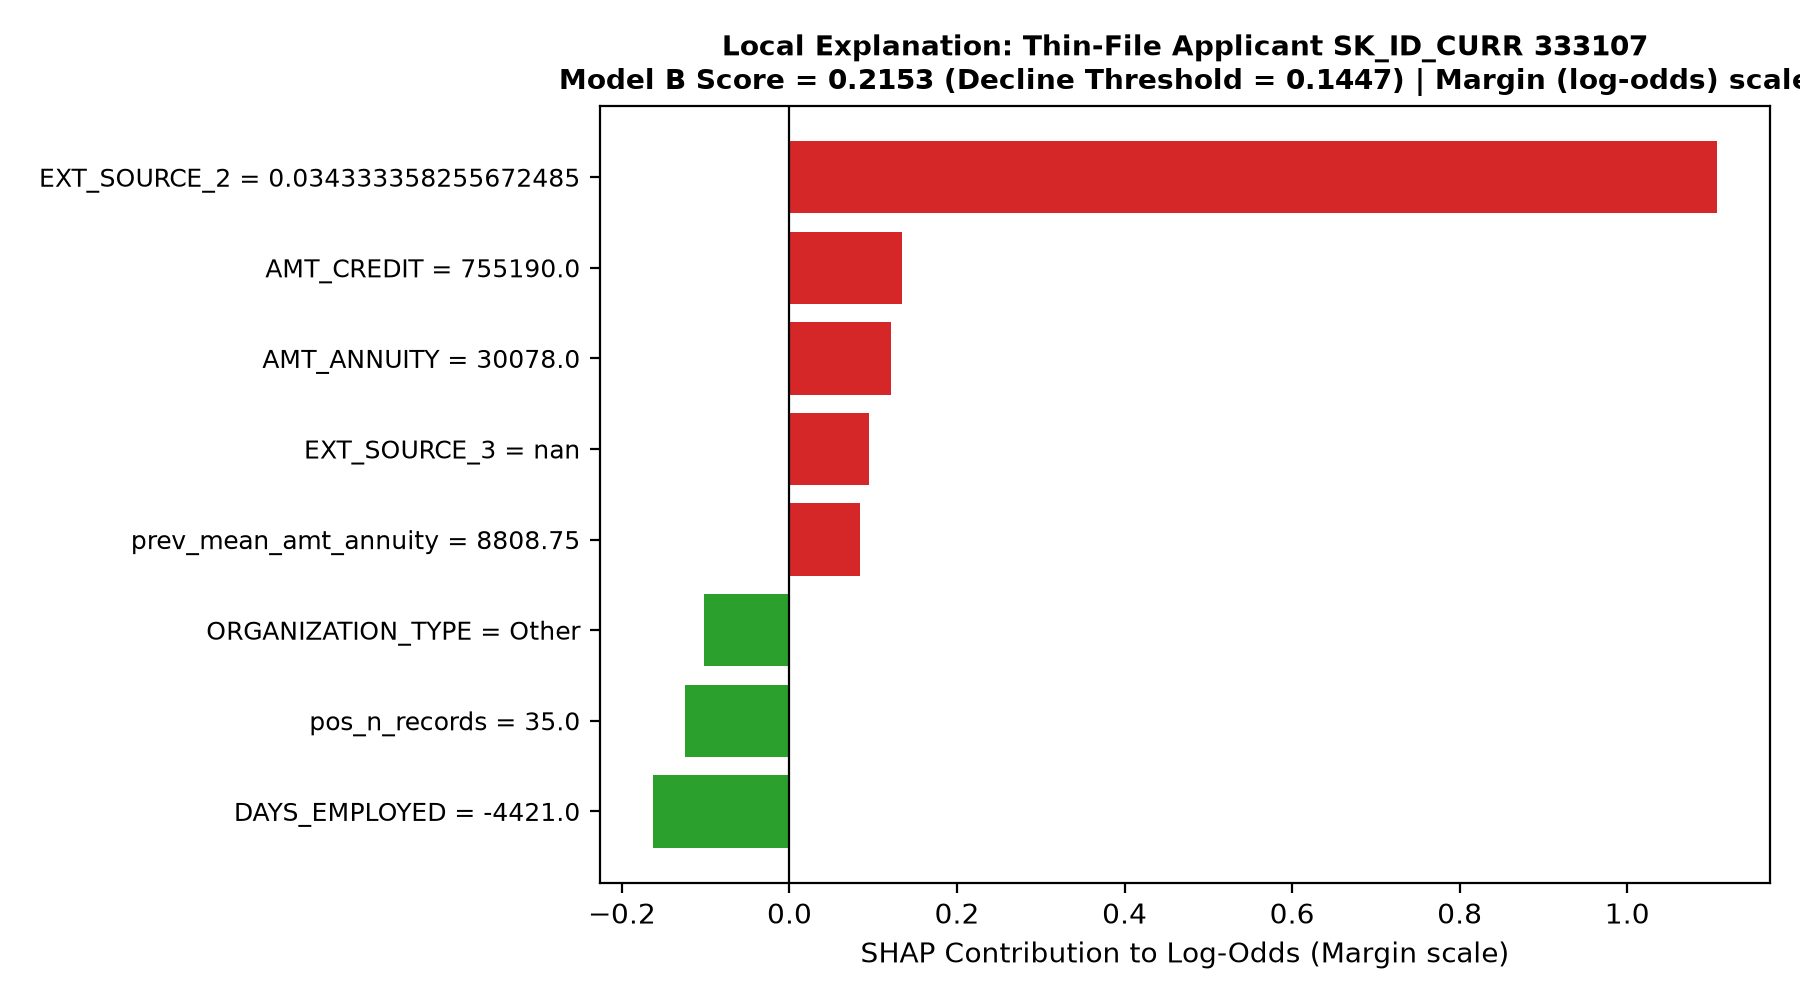 Local Explanation: Thin-File Applicant SK_ID_CURR 333107
Model B Score = 0.2153 (Decline Threshold = 0.1447) | Margin (log-odds) scale
EXT_SOURCE_2 = 0.034333358255672485
AMT_CREDIT = 755190.0
AMT_ANNUITY = 30078.0
EXT_SOURCE_3 = nan
prev_mean_amt_annuity = 8808.75
ORGANIZATION_TYPE = Other
pos_n_records = 35.0
DAYS_EMPLOYED = -4421.0
−0.2 0.0 0.2 0.4 0.6 0.8 1.0
SHAP Contribution to Log-Odds (Margin scale)